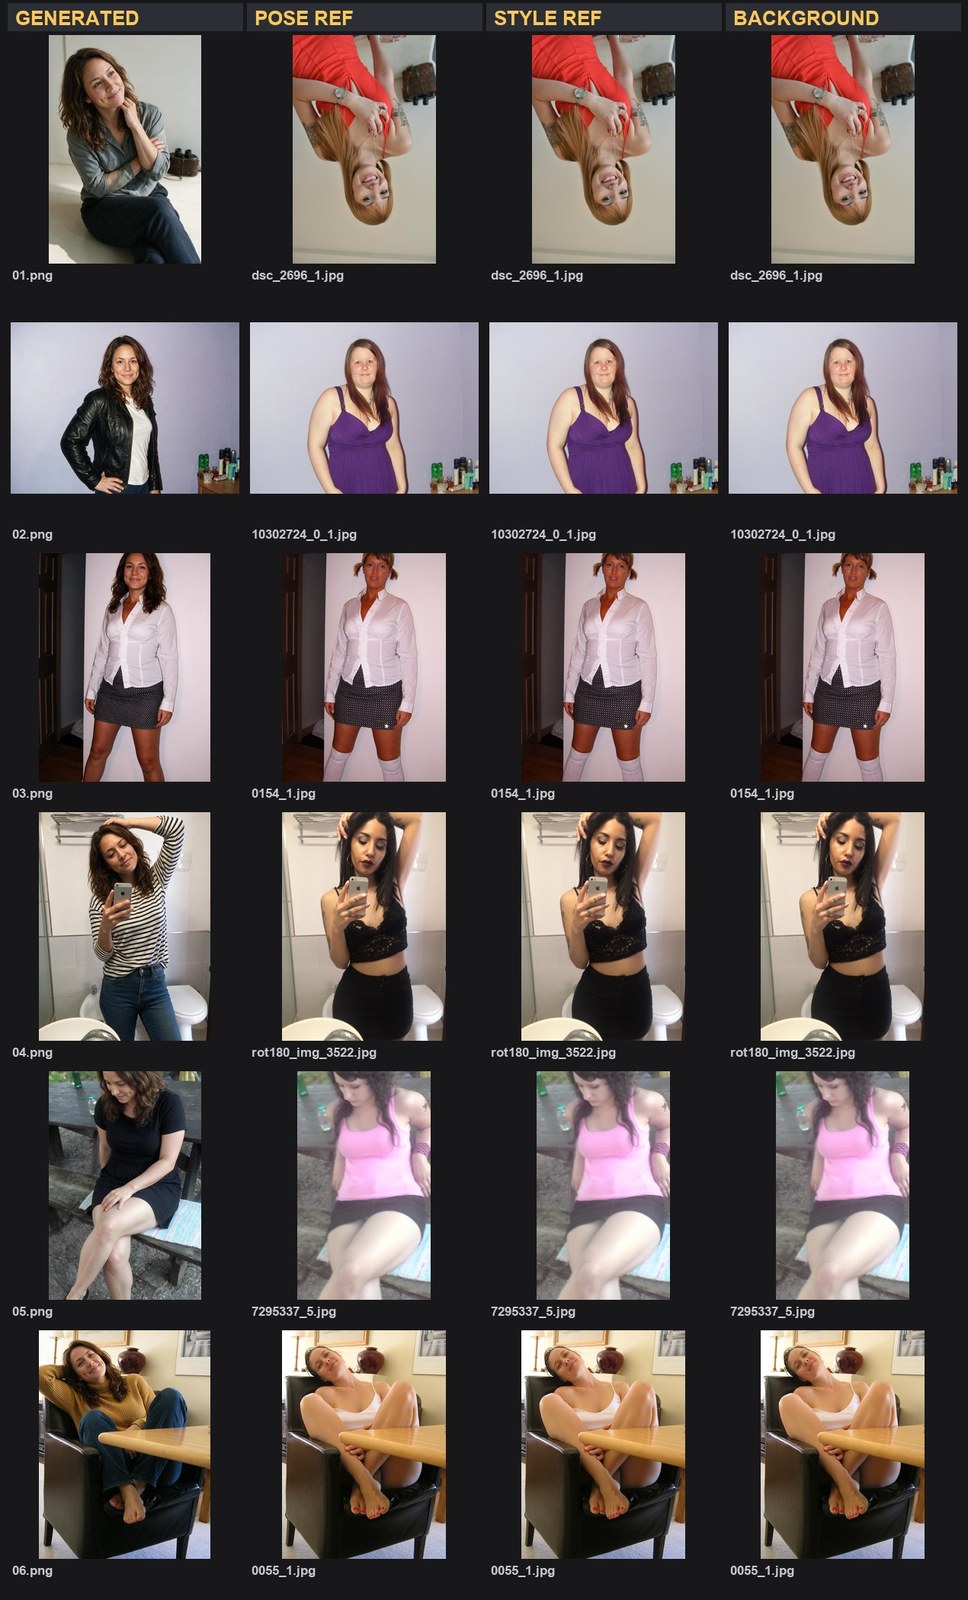 GENERATED POSE REF STYLE REF BACKGROUND
01.png dsc_2696_1.jpg dsc_2696_1.jpg dsc_2696_1.jpg
02.png 10302724_0_1.jpg 10302724_0_1.jpg 10302724_0_1.jpg
03.png 0154_1.jpg 0154_1.jpg 0154_1.jpg
04.png rot180_img_3522.jpg rot180_img_3522.jpg rot180_img_3522.jpg
05.png 7295337_5.jpg 7295337_5.jpg 7295337_5.jpg
06.png 0055_1.jpg 0055_1.jpg 0055_1.jpg